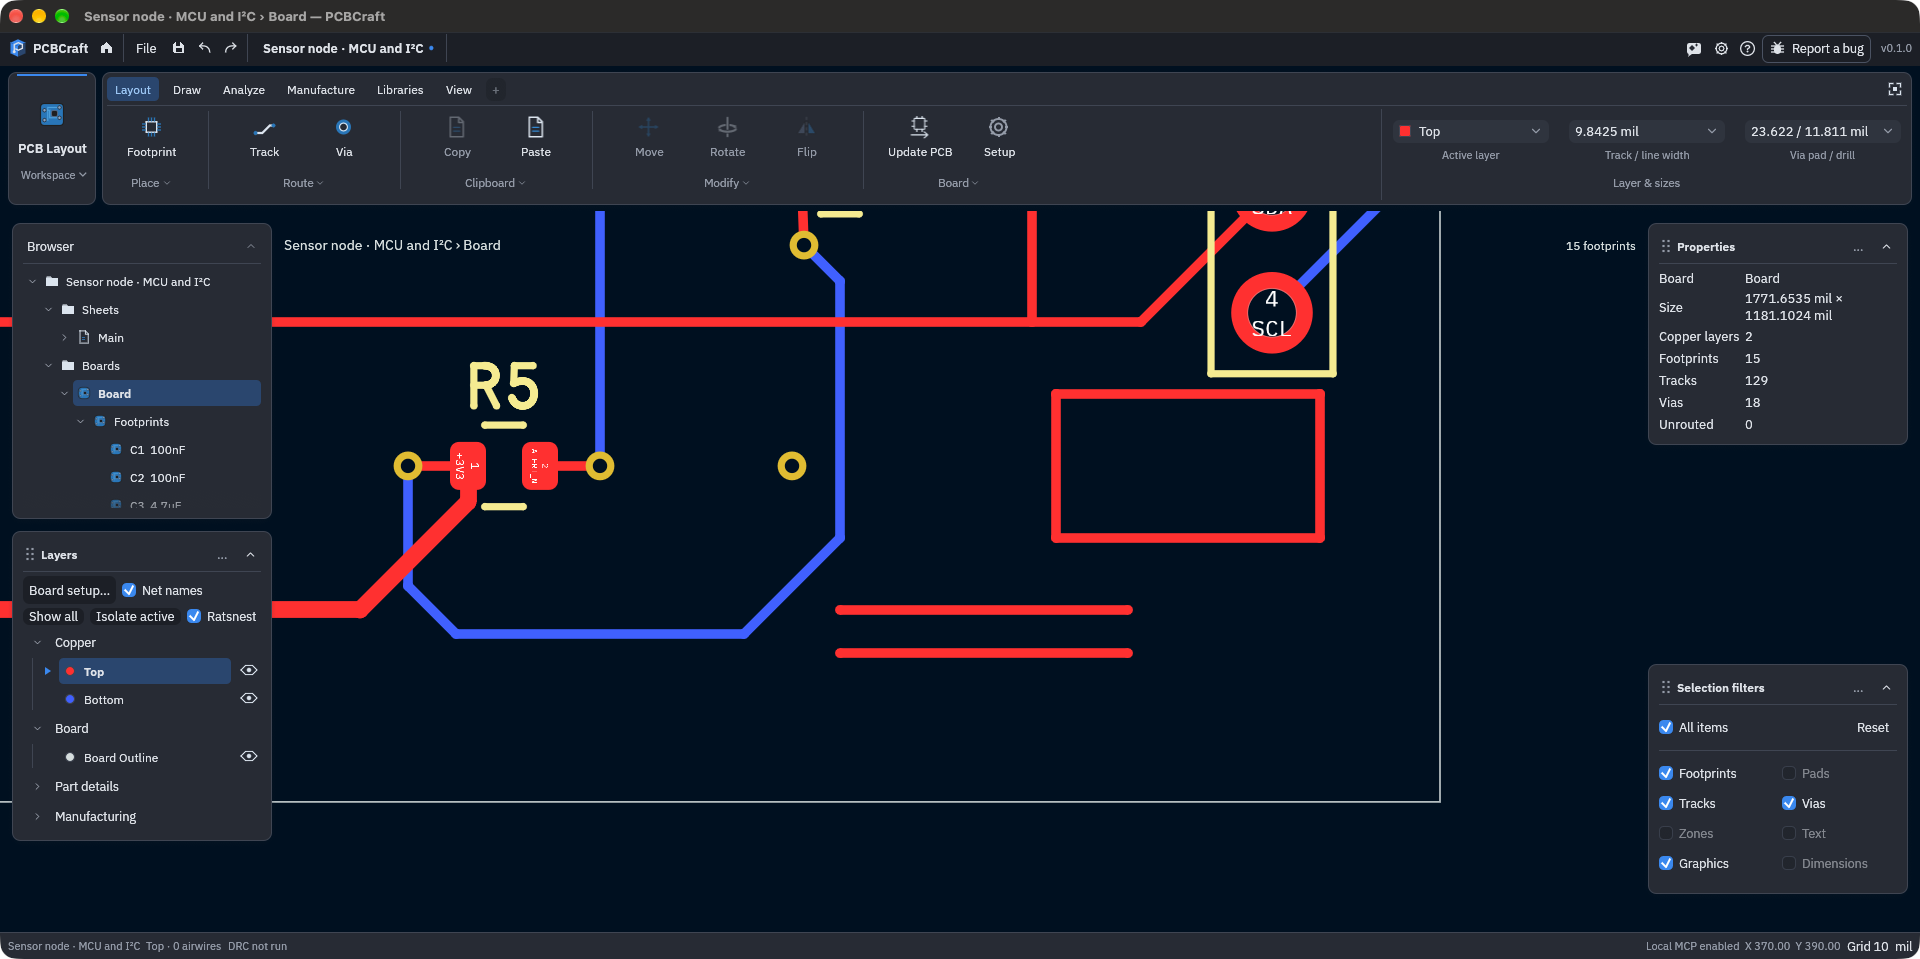 Sensor node · MCU and I²C › Board — PCBCraft
PCBCraft
File
Sensor node · MCU and I²C
Report a bug
v0.1.0
PCB Layout
Workspace
Layout
Draw
Analyze
Manufacture
Libraries
View
+
Footprint
Track
Via
Copy
Paste
Move
Rotate
Flip
Update PCB
Setup
Place
Route
Clipboard
Modify
Board
Top
9.8425 mil
23.622 / 11.811 mil
Active layer
Track / line width
Via pad / drill
Layer & sizes
Browser
Sensor node · MCU and I²C
Sheets
Main
Boards
Board
Footprints
C1 100nF
C2 100nF
C3 4.7uF
Sensor node · MCU and I²C › Board
15 footprints
SDA
4
SCL
R5
1
+3V3
2
Layers
...
Board setup...
Net names
Show all
Isolate active
Ratsnest
Copper
Top
Bottom
Board
Board Outline
Part details
Manufacturing
Properties
...
Board Board
Size 1771.6535 mil ×
1181.1024 mil
Copper layers 2
Footprints 15
Tracks 129
Vias 18
Unrouted 0
Selection filters
...
All items
Reset
Footprints
Pads
Tracks
Vias
Zones
Text
Graphics
Dimensions
Sensor node · MCU and I²C Top · 0 airwires DRC not run
Local MCP enabled X 370.00 Y 390.00 Grid 10 mil